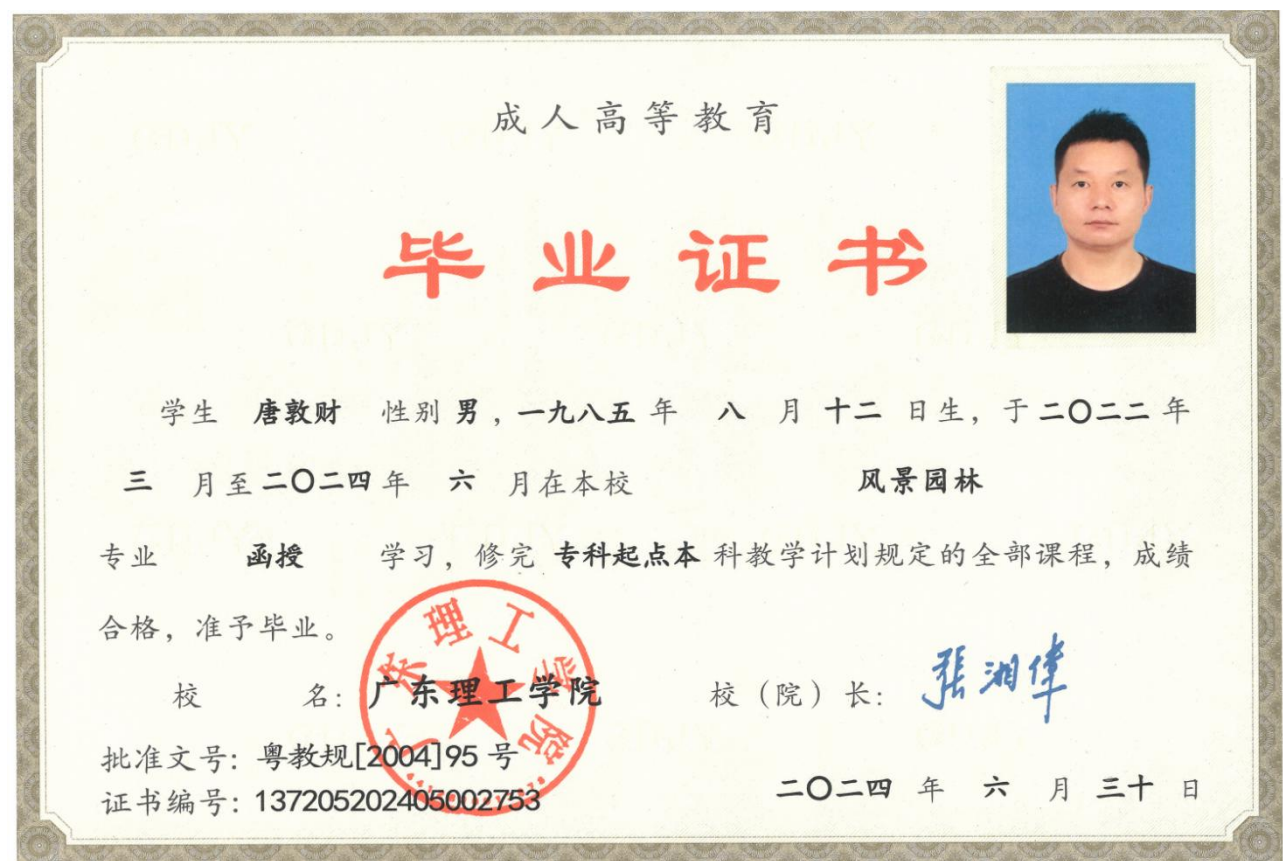 成人高等教育
毕业证书
学生 唐敦财 性别 男，一九八五 年 八 月 十二 日生，于 二〇二二 年
三 月至 二〇二四 年 六 月在本校 风景园林
专业 函授 学习，修完 专科起点本 科教学计划规定的全部课程，成绩
合格，准予毕业。
校 名：广东理工学院 校（院）长：张湘伟
广东理工学院
批准文号：粤教规[2004]95 号
证书编号：137205202405002753
二〇二四 年 六 月 三十 日